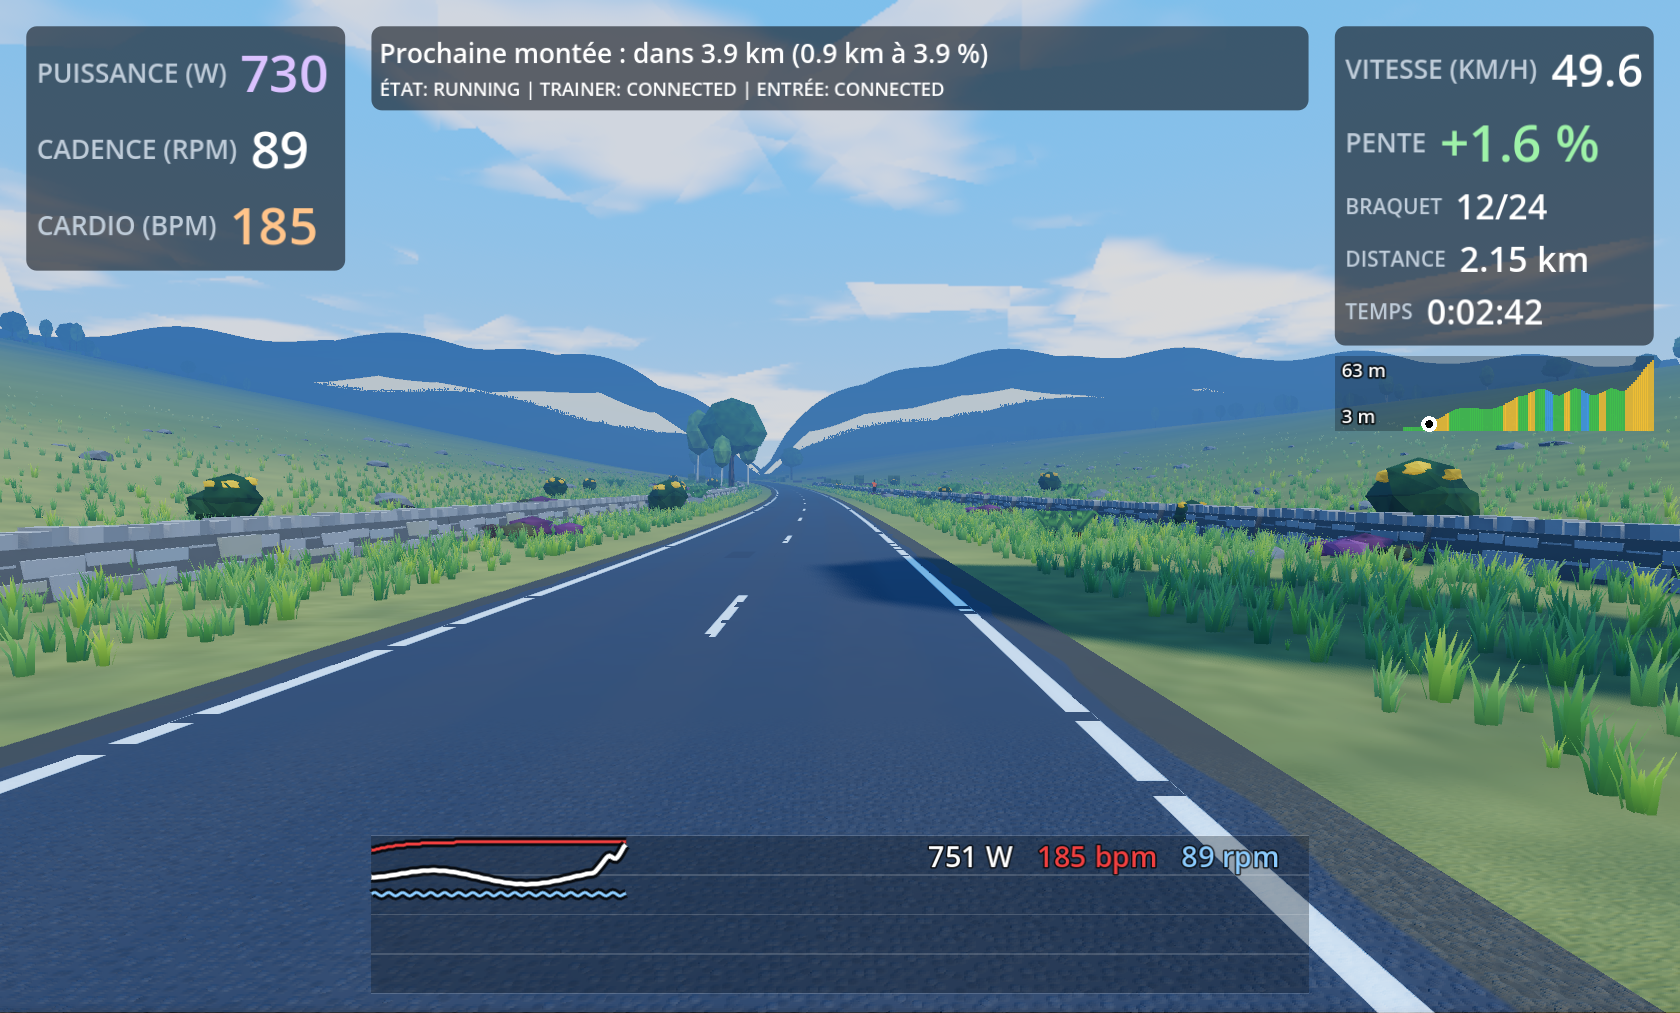 PUISSANCE (W) 730
CADENCE (RPM) 89
CARDIO (BPM) 185
Prochaine montée : dans 3.9 km (0.9 km à 3.9 %)
ÉTAT: RUNNING | TRAINER: CONNECTED | ENTRÉE: CONNECTED
VITESSE (KM/H) 49.6
PENTE +1.6 %
BRAQUET 12/24
DISTANCE 2.15 km
TEMPS 0:02:42
63 m
3 m
751 W 185 bpm 89 rpm